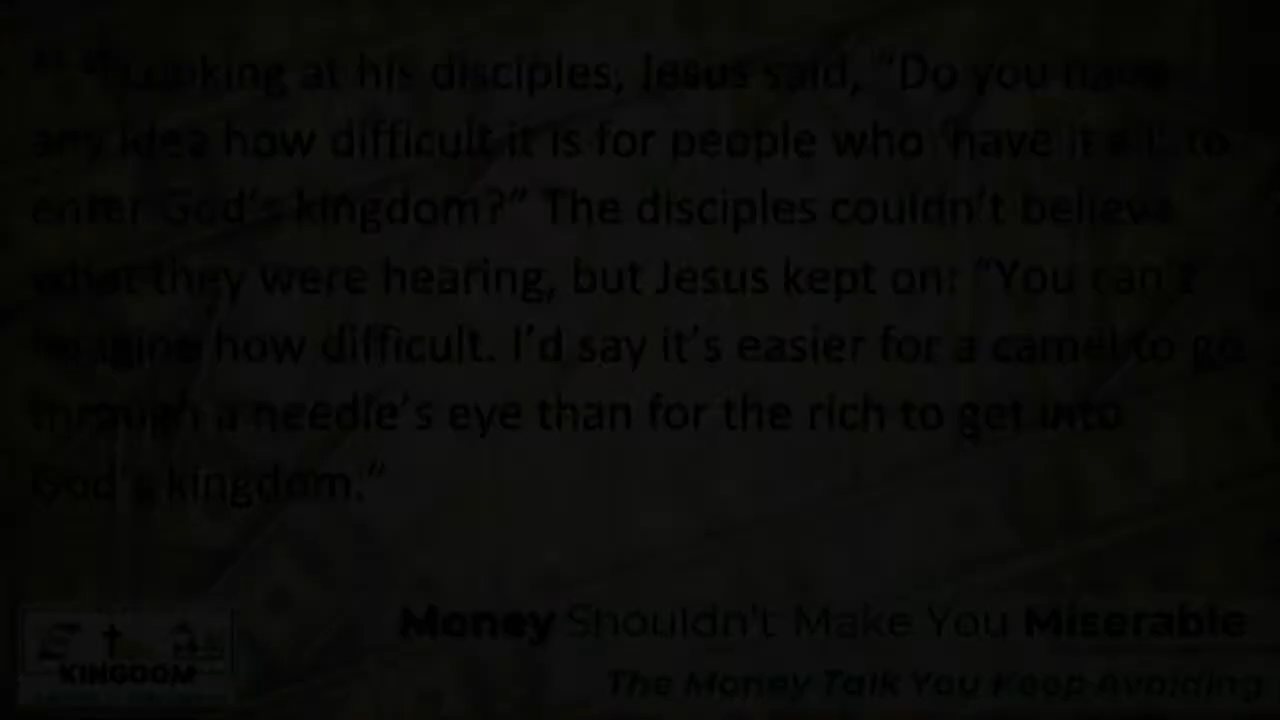 Looking at his disciples, Jesus said, "Do you have
any idea how difficult it is for people who 'have it all' to
enter God's kingdom?" The disciples couldn't believe
what they were hearing, but Jesus kept on: "You can't
imagine how difficult. I'd say it's easier for a camel to go
through a needle's eye than for the rich to get into
God's kingdom."
KINGDOM
Money Shouldn't Make You Miserable
The Money Talk You Keep Avoiding